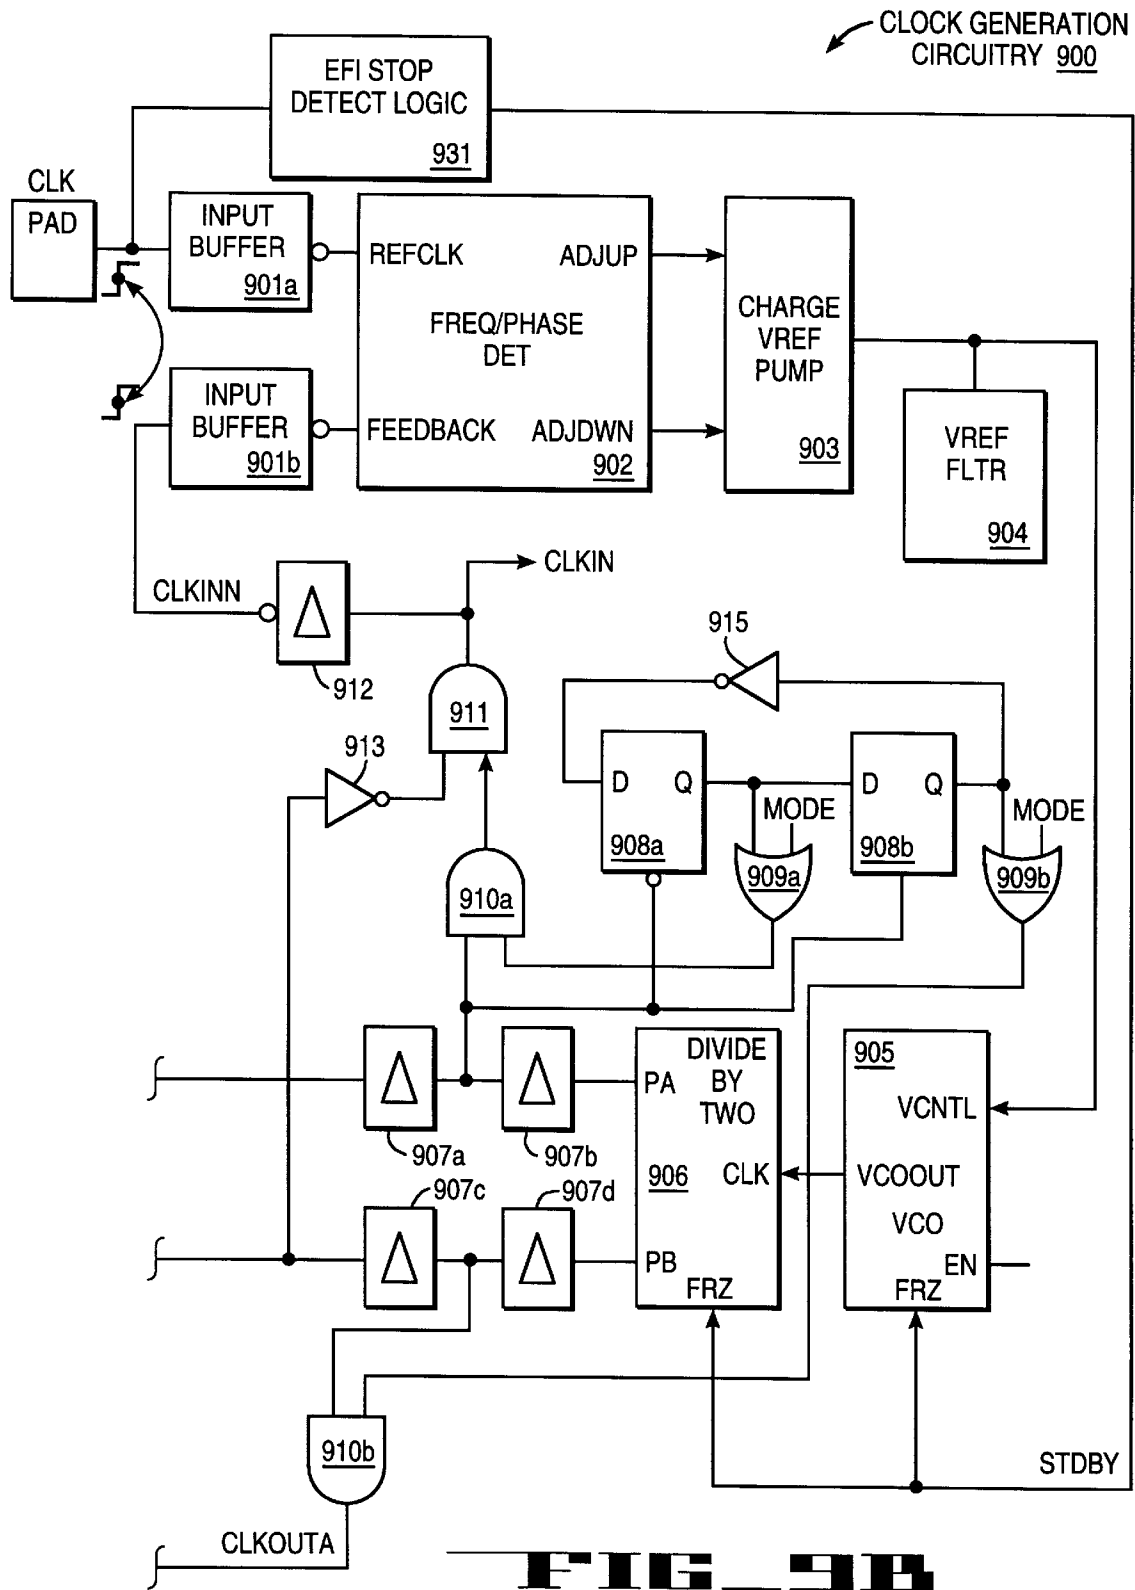 CLOCK GENERATION
CIRCUITRY 900
EFI STOP
DETECT LOGIC
931
CLK
PAD
INPUT
BUFFER
901a
REFCLK
ADJUP
FREQ/PHASE
DET
CHARGE
VREF
PUMP
903
INPUT
BUFFER
901b
FEEDBACK
ADJDWN
902
VREF
FLTR
904
CLKIN
CLKINN
Δ
912
911
915
913
D Q
908a
MODE
909a
D Q
908b
MODE
909b
910a
Δ
907a
Δ
907b
PA
DIVIDE
BY
TWO
906
CLK
905
VCNTL
VCOOUT
VCO
EN
FRZ
907c
Δ
907d
Δ
PB
FRZ
910b
STDBY
CLKOUTA
FIG_9B